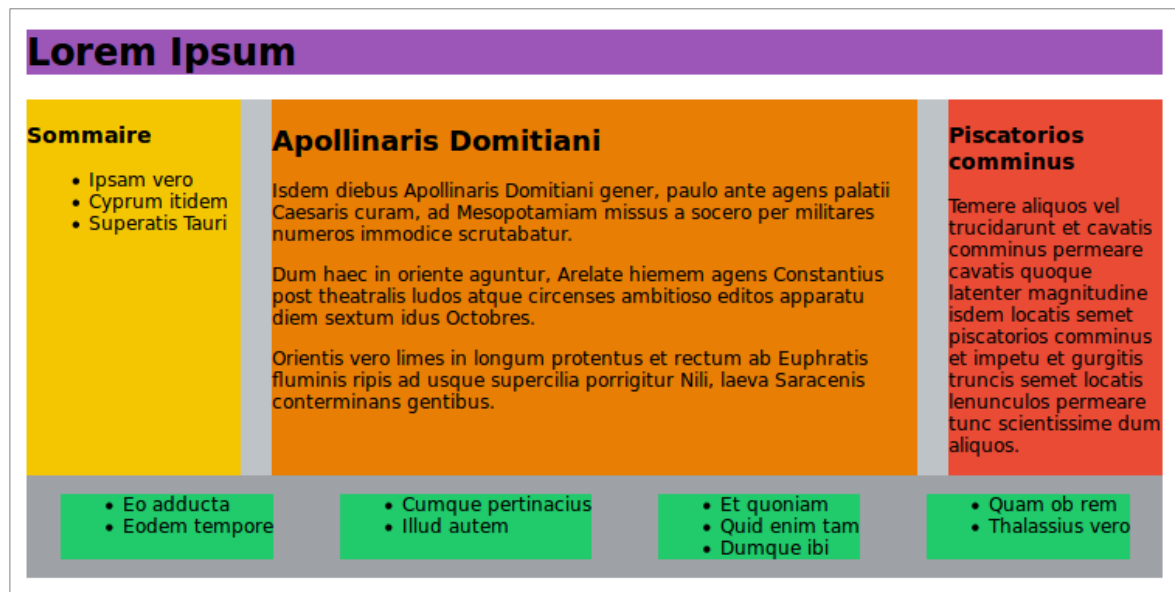 Lorem Ipsum
Sommaire
• Ipsam vero
• Cyprum itidem
• Superatis Tauri
Apollinaris Domitiani
Isdem diebus Apollinaris Domitiani gener, paulo ante agens palatii
Caesaris curam, ad Mesopotamiam missus a socero per militares
numeros immodice scrutabatur.
Dum haec in oriente aguntur, Arelate hiemem agens Constantius
post theatralis ludos atque circenses ambitioso editos apparatu
diem sextum idus Octobres.
Orientis vero limes in longum protentus et rectum ab Euphratis
fluminis ripis ad usque supercilia porrigitur Nili, laeva Saracenis
conterminans gentibus.
Piscatorios
comminus
Temere aliquos vel
trucidarunt et cavatis
comminus permeare
cavatis quoque
latenter magnitudine
isdem locatis semet
piscatorios comminus
et impetu et gurgitis
truncis semet locatis
lenunculos permeare
tunc scientissime dum
aliquos.
• Eo adducta
• Eodem tempore
• Cumque pertinacius
• Illud autem
• Et quoniam
• Quid enim tam
• Dumque ibi
• Quam ob rem
• Thalassius vero